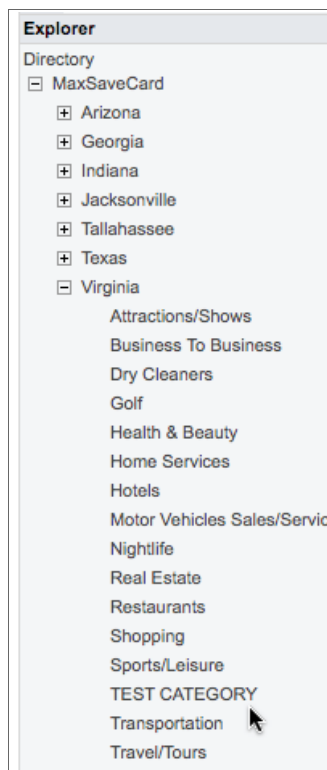 Explorer
Directory
MaxSaveCard
Arizona
Georgia
Indiana
Jacksonville
Tallahassee
Texas
Virginia
Attractions/Shows
Business To Business
Dry Cleaners
Golf
Health & Beauty
Home Services
Hotels
Motor Vehicles Sales/Servic
Nightlife
Real Estate
Restaurants
Shopping
Sports/Leisure
TEST CATEGORY
Transportation
Travel/Tours